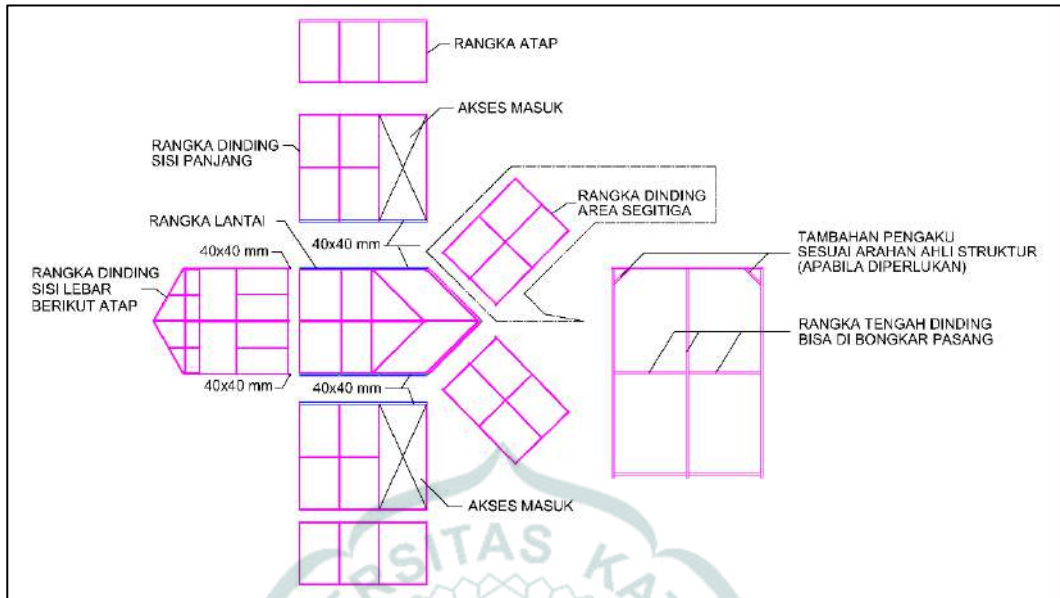 RANGKA ATAP
AKSES MASUK
RANGKA DINDING
SISI PANJANG
RANGKA DINDING
AREA SEGITIGA
RANGKA LANTAI
40x40 mm
40x40 mm
RANGKA DINDING
SISI LEBAR
BERIKUT ATAP
TAMBAHAN PENGAKU
SESUAI ARAHAN AHLI STRUKTUR
(APABILA DIPERLUKAN)
RANGKA TENGAH DINDING
BISA DI BONGKAR PASANG
40x40 mm
40x40 mm
AKSES MASUK
ERSITAS KA